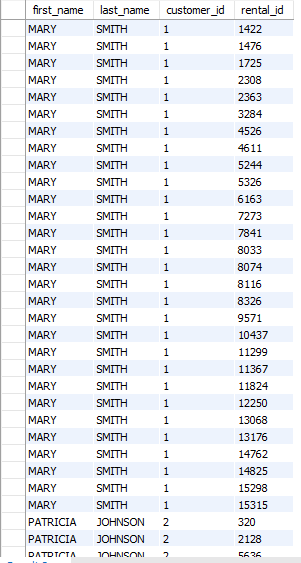 first_name last_name customer_id rental_id
MARY SMITH 1 1422
MARY SMITH 1 1476
MARY SMITH 1 1725
MARY SMITH 1 2308
MARY SMITH 1 2363
MARY SMITH 1 3284
MARY SMITH 1 4526
MARY SMITH 1 4611
MARY SMITH 1 5244
MARY SMITH 1 5326
MARY SMITH 1 6163
MARY SMITH 1 7273
MARY SMITH 1 7841
MARY SMITH 1 8033
MARY SMITH 1 8074
MARY SMITH 1 8116
MARY SMITH 1 8326
MARY SMITH 1 9571
MARY SMITH 1 10437
MARY SMITH 1 11299
MARY SMITH 1 11367
MARY SMITH 1 11824
MARY SMITH 1 12250
MARY SMITH 1 13068
MARY SMITH 1 13176
MARY SMITH 1 14762
MARY SMITH 1 14825
MARY SMITH 1 15298
MARY SMITH 1 15315
PATRICIA JOHNSON 2 320
PATRICIA JOHNSON 2 2128
PATRICIA JOHNSON 2 5636